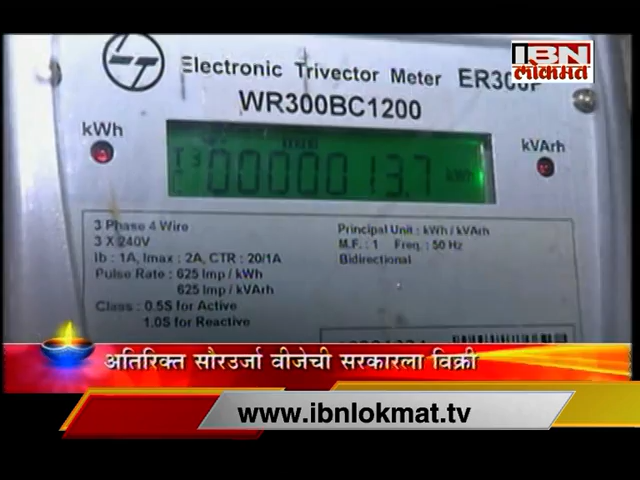 IBN
लोकमत
Electronic Trivector Meter ER300P
WR300BC1200
kWh
kVArh
0000013.7 kWh
3 Phase 4 Wire
3 X 240V
Ib : 1A, Imax : 2A, CTR : 20/1A
Pulse Rate : 625 Imp / kWh
625 Imp / kVArh
Class : 0.5S for Active
1.0S for Reactive
Principal Unit : kWh / kVArh
M.F. : 1 Freq. : 50 Hz
Bidirectional
अतिरिक्त सौरउर्जा वीजेची सरकारला विक्री
www.ibnlokmat.tv